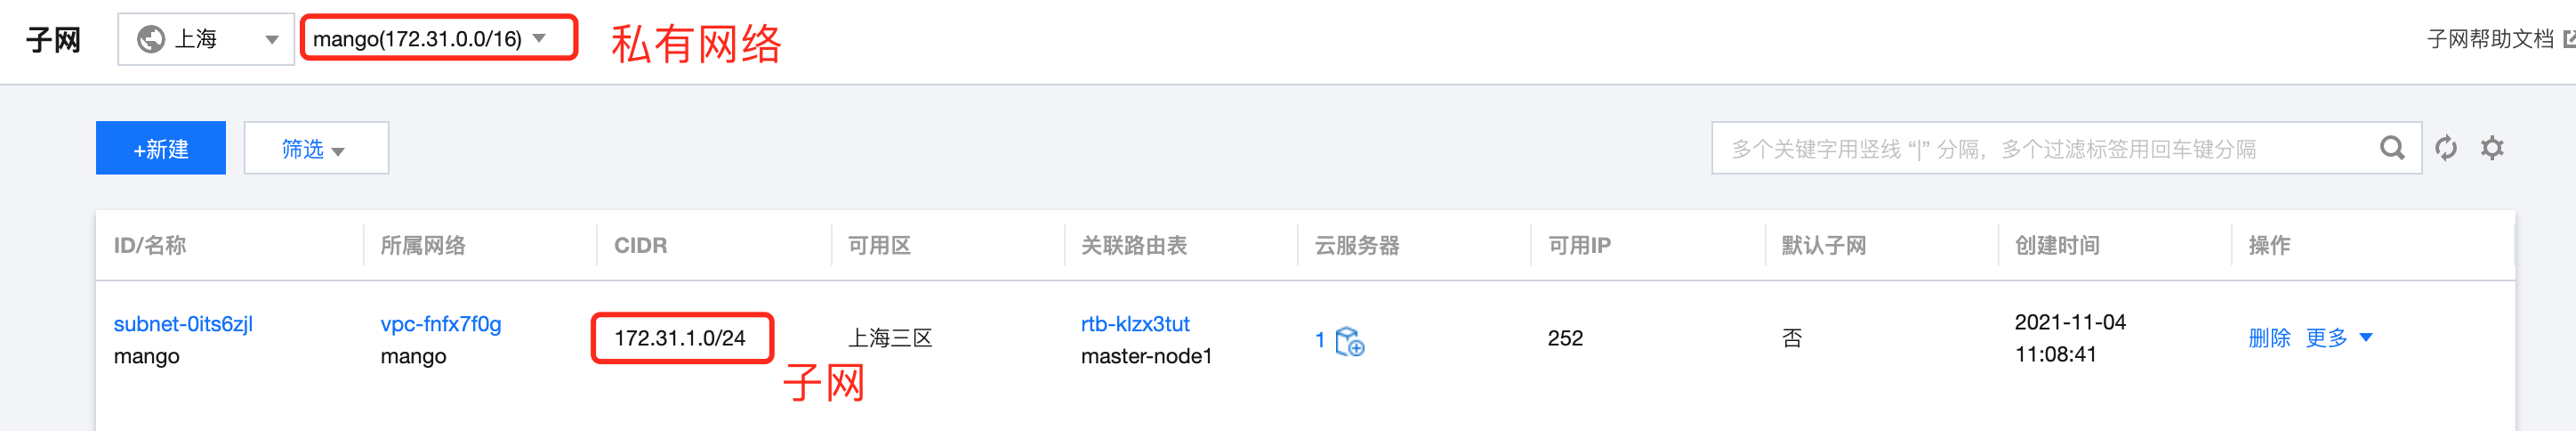 子网
上海
mango(172.31.0.0/16)
私有网络
子网帮助文档
+新建
筛选
多个关键字用竖线 “|” 分隔，多个过滤标签用回车键分隔
ID/名称
所属网络
CIDR
可用区
关联路由表
云服务器
可用IP
默认子网
创建时间
操作
subnet-0its6zjl
mango
vpc-fnfx7f0g
mango
172.31.1.0/24
子网
上海三区
rtb-klzx3tut
master-node1
1
252
否
2021-11-04
11:08:41
删除 更多